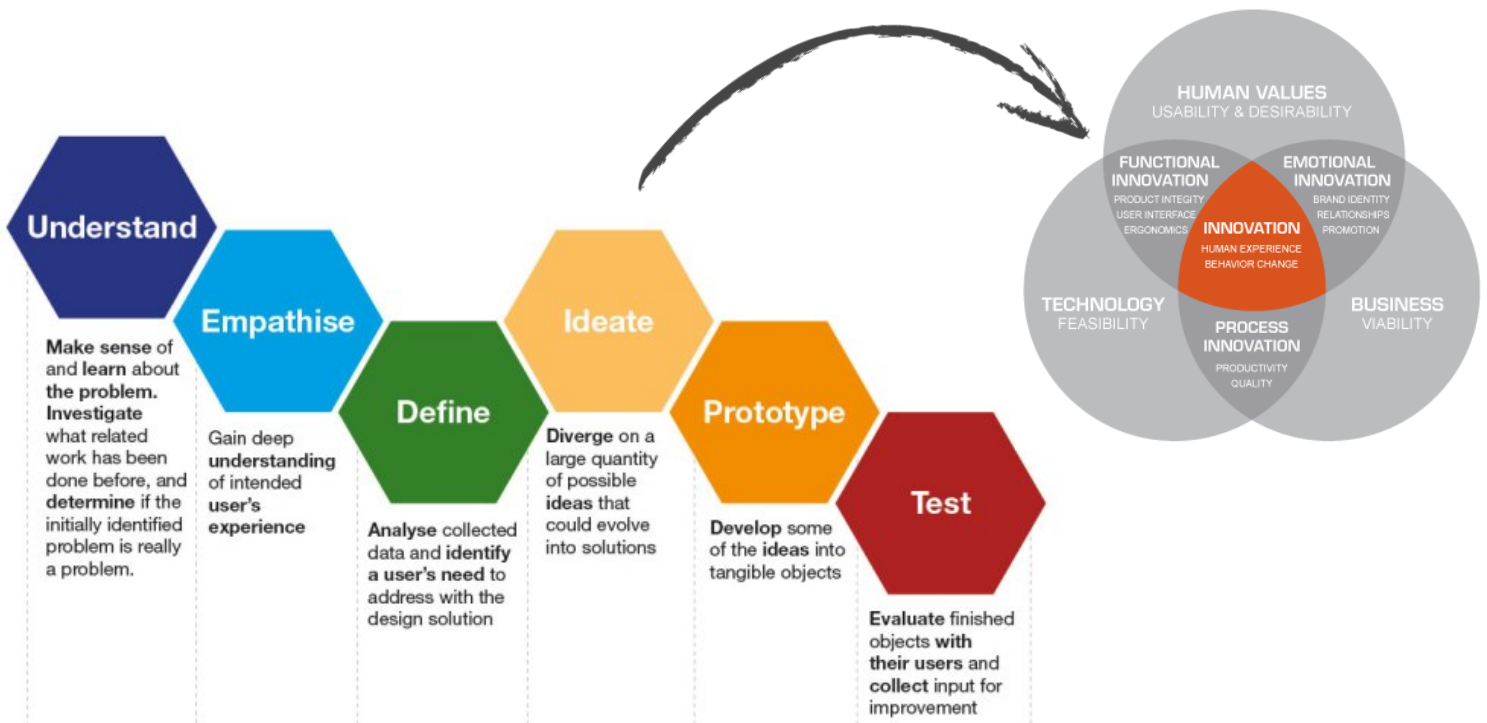 Understand
Make sense of
and learn about
the problem.
Investigate
what related
work has been
done before, and
determine if the
initially identified
problem is really
a problem.
Empathise
Gain deep
understanding
of intended
user's
experience
Define
Analyse collected
data and identify
a user's need to
address with the
design solution
Ideate
Diverge on a
large quantity
of possible
ideas that
could evolve
into solutions
Prototype
Develop some
of the ideas into
tangible objects
Test
Evaluate finished
objects with
their users and
collect input for
improvement
HUMAN VALUES
USABILITY & DESIRABILITY
FUNCTIONAL
INNOVATION
PRODUCT INTEGITY
USER INTERFACE
ERGONOMICS
EMOTIONAL
INNOVATION
BRAND IDENTITY
RELATIONSHIPS
PROMOTION
INNOVATION
HUMAN EXPERIENCE
BEHAVIOR CHANGE
TECHNOLOGY
FEASIBILITY
BUSINESS
VIABILITY
PROCESS
INNOVATION
PRODUCTIVITY
QUALITY